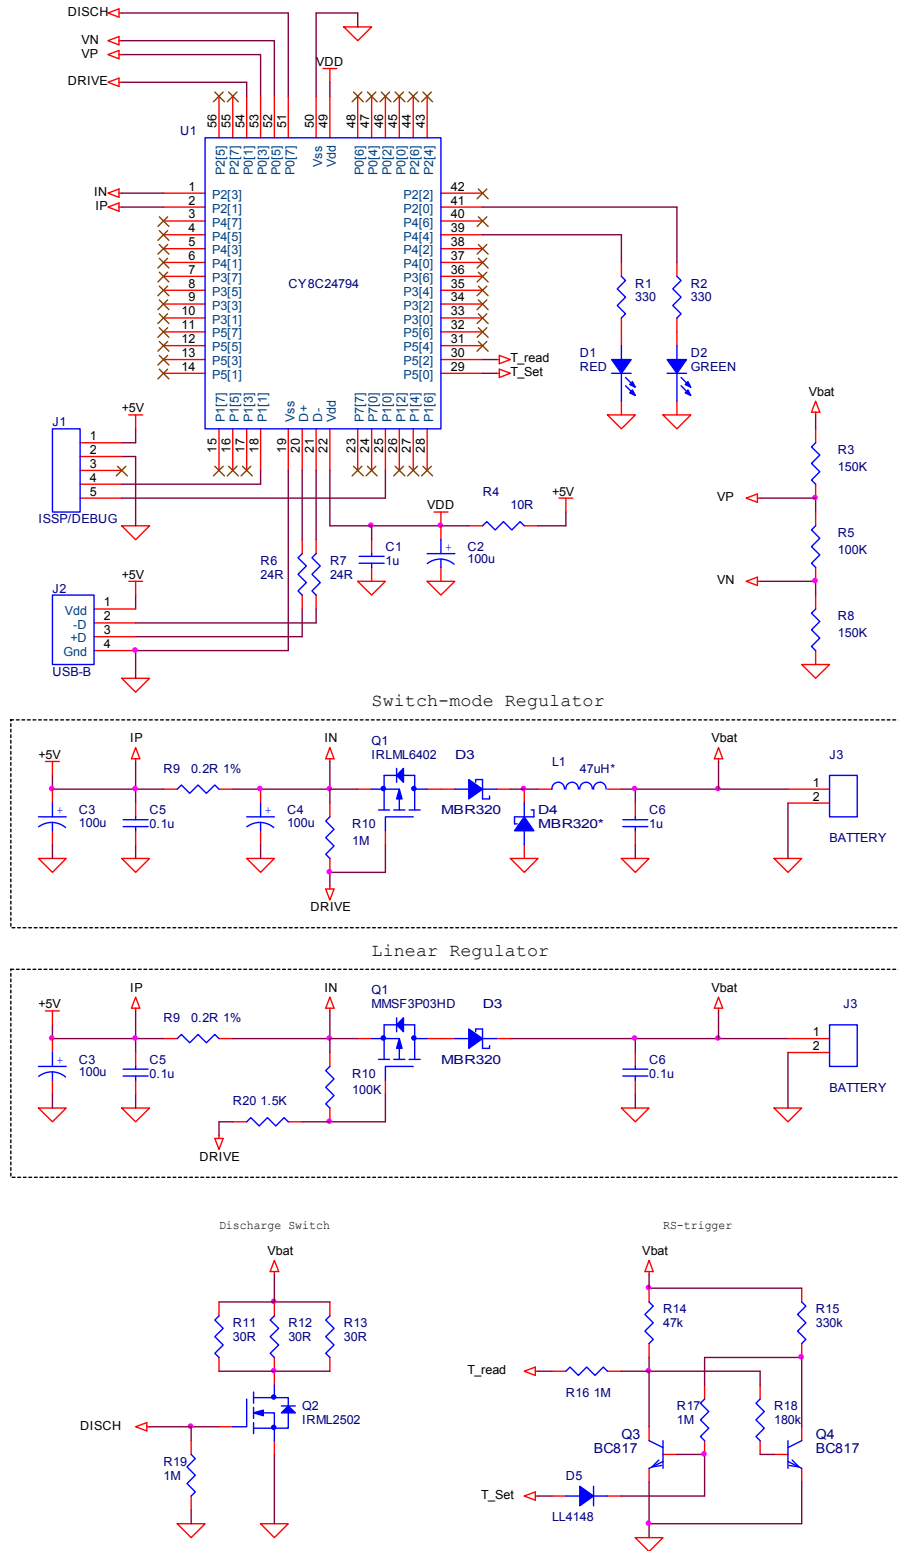 DISCH
VN
VP
DRIVE
VDD
56 55 54 53 52 51 50 49 48 47 46 45 44 43
U1
P2[5] P2[7] P0[1] P0[3] P0[5] P0[7] Vss Vdd P0[6] P0[4] P0[2] P0[0] P2[6] P2[4]
IN 1 P2[3] P2[2] 42
IP 2 P2[1] P2[0] 41
3 P4[7] P4[6] 40
4 P4[5] P4[4] 39
5 P4[3] P4[2] 38
6 P4[1] P4[0] 37
7 P3[7] P3[6] 36
8 P3[5] P3[4] 35
9 P3[3] P3[2] 34
10 P3[1] P3[0] 33
11 P5[7] P5[6] 32
12 P5[5] P5[4] 31
13 P5[3] P5[2] 30 T_read
14 P5[1] P5[0] 29 T_Set
CY8C24794
P1[7] P1[5] P1[3] P1[1] Vss D+ D- Vdd P7[7] P7[0] P1[0] P1[2] P1[4] P1[6]
15 16 17 18 19 20 21 22 23 24 25 26 27 28
R1
330
R2
330
D1
RED
D2
GREEN
Vbat
R3
150K
VP
R5
100K
VN
R8
150K
+5V
J1
1
2
3
4
5
ISSP/DEBUG
R4
10R
+5V
VDD
C1
1u
C2
100u
R6
24R
R7
24R
+5V
J2
Vdd 1
-D 2
+D 3
Gnd 4
USB-B
Switch-mode Regulator
+5V
IP
R9 0.2R 1%
IN
Q1
IRLML6402
D3
MBR320
L1
47uH*
Vbat
J3
1
2
BATTERY
C3
100u
C5
0.1u
C4
100u
R10
1M
D4
MBR320*
C6
1u
DRIVE
Linear Regulator
+5V
IP
R9 0.2R 1%
IN
Q1
MMSF3P03HD
D3
MBR320
Vbat
J3
1
2
BATTERY
C3
100u
C5
0.1u
R10
100K
C6
0.1u
R20 1.5K
DRIVE
Discharge Switch
Vbat
R11
30R
R12
30R
R13
30R
Q2
IRML2502
DISCH
R19
1M
RS-trigger
Vbat
R14
47k
R15
330k
T_read
R16 1M
R17
1M
R18
180k
Q3
BC817
Q4
BC817
D5
T_Set
LL4148